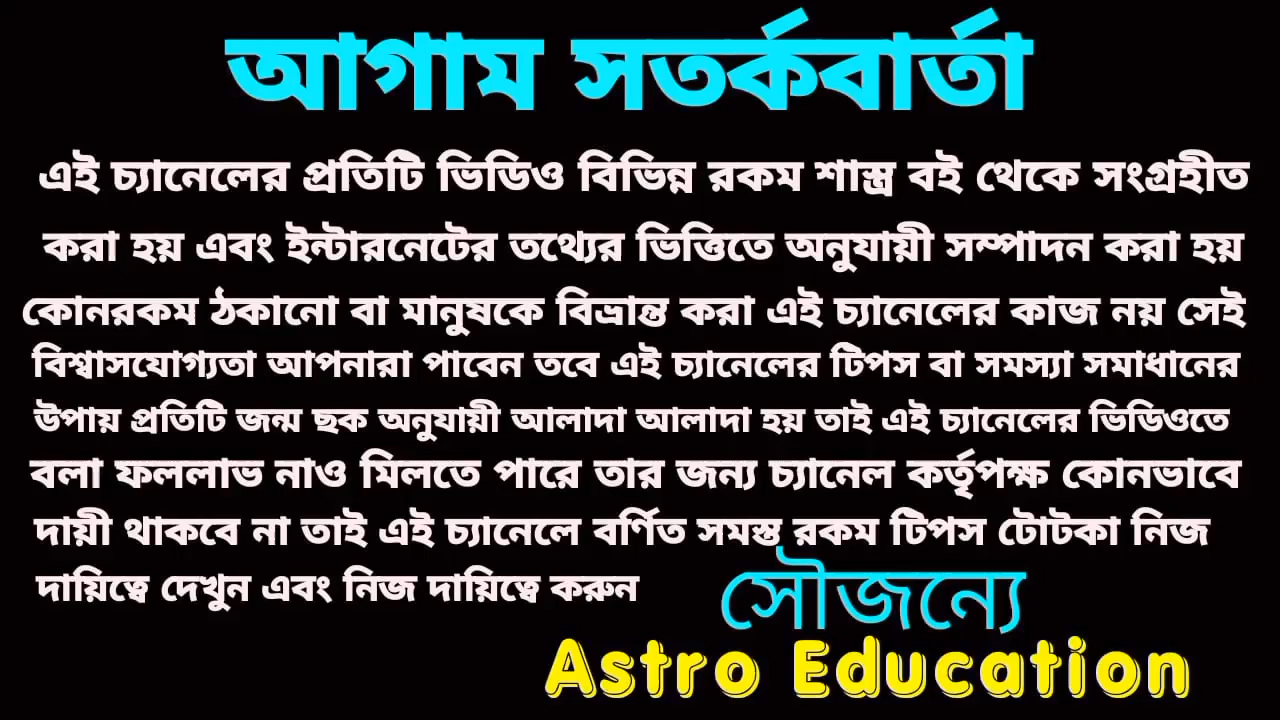 আগাম সতর্কবার্তা
এই চ্যানেলের প্রতিটি ভিডিও বিভিন্ন রকম শাস্ত্র বই থেকে সংগ্রহীত
করা হয় এবং ইন্টারনেটের তথ্যের ভিত্তিতে অনুযায়ী সম্পাদন করা হয়
কোনরকম ঠকানো বা মানুষকে বিভ্রান্ত করা এই চ্যানেলের কাজ নয় সেই
বিশ্বাসযোগ্যতা আপনারা পাবেন তবে এই চ্যানেলের টিপস বা সমস্যা সমাধানের
উপায় প্রতিটি জন্ম ছক অনুযায়ী আলাদা আলাদা হয় তাই এই চ্যানেলের ভিডিওতে
বলা ফললাভ নাও মিলতে পারে তার জন্য চ্যানেল কর্তৃপক্ষ কোনভাবে
দায়ী থাকবে না তাই এই চ্যানেলে বর্ণিত সমস্ত রকম টিপস টোটকা নিজ
দায়িত্বে দেখুন এবং নিজ দায়িত্বে করুন
সৌজন্যে
Astro Education